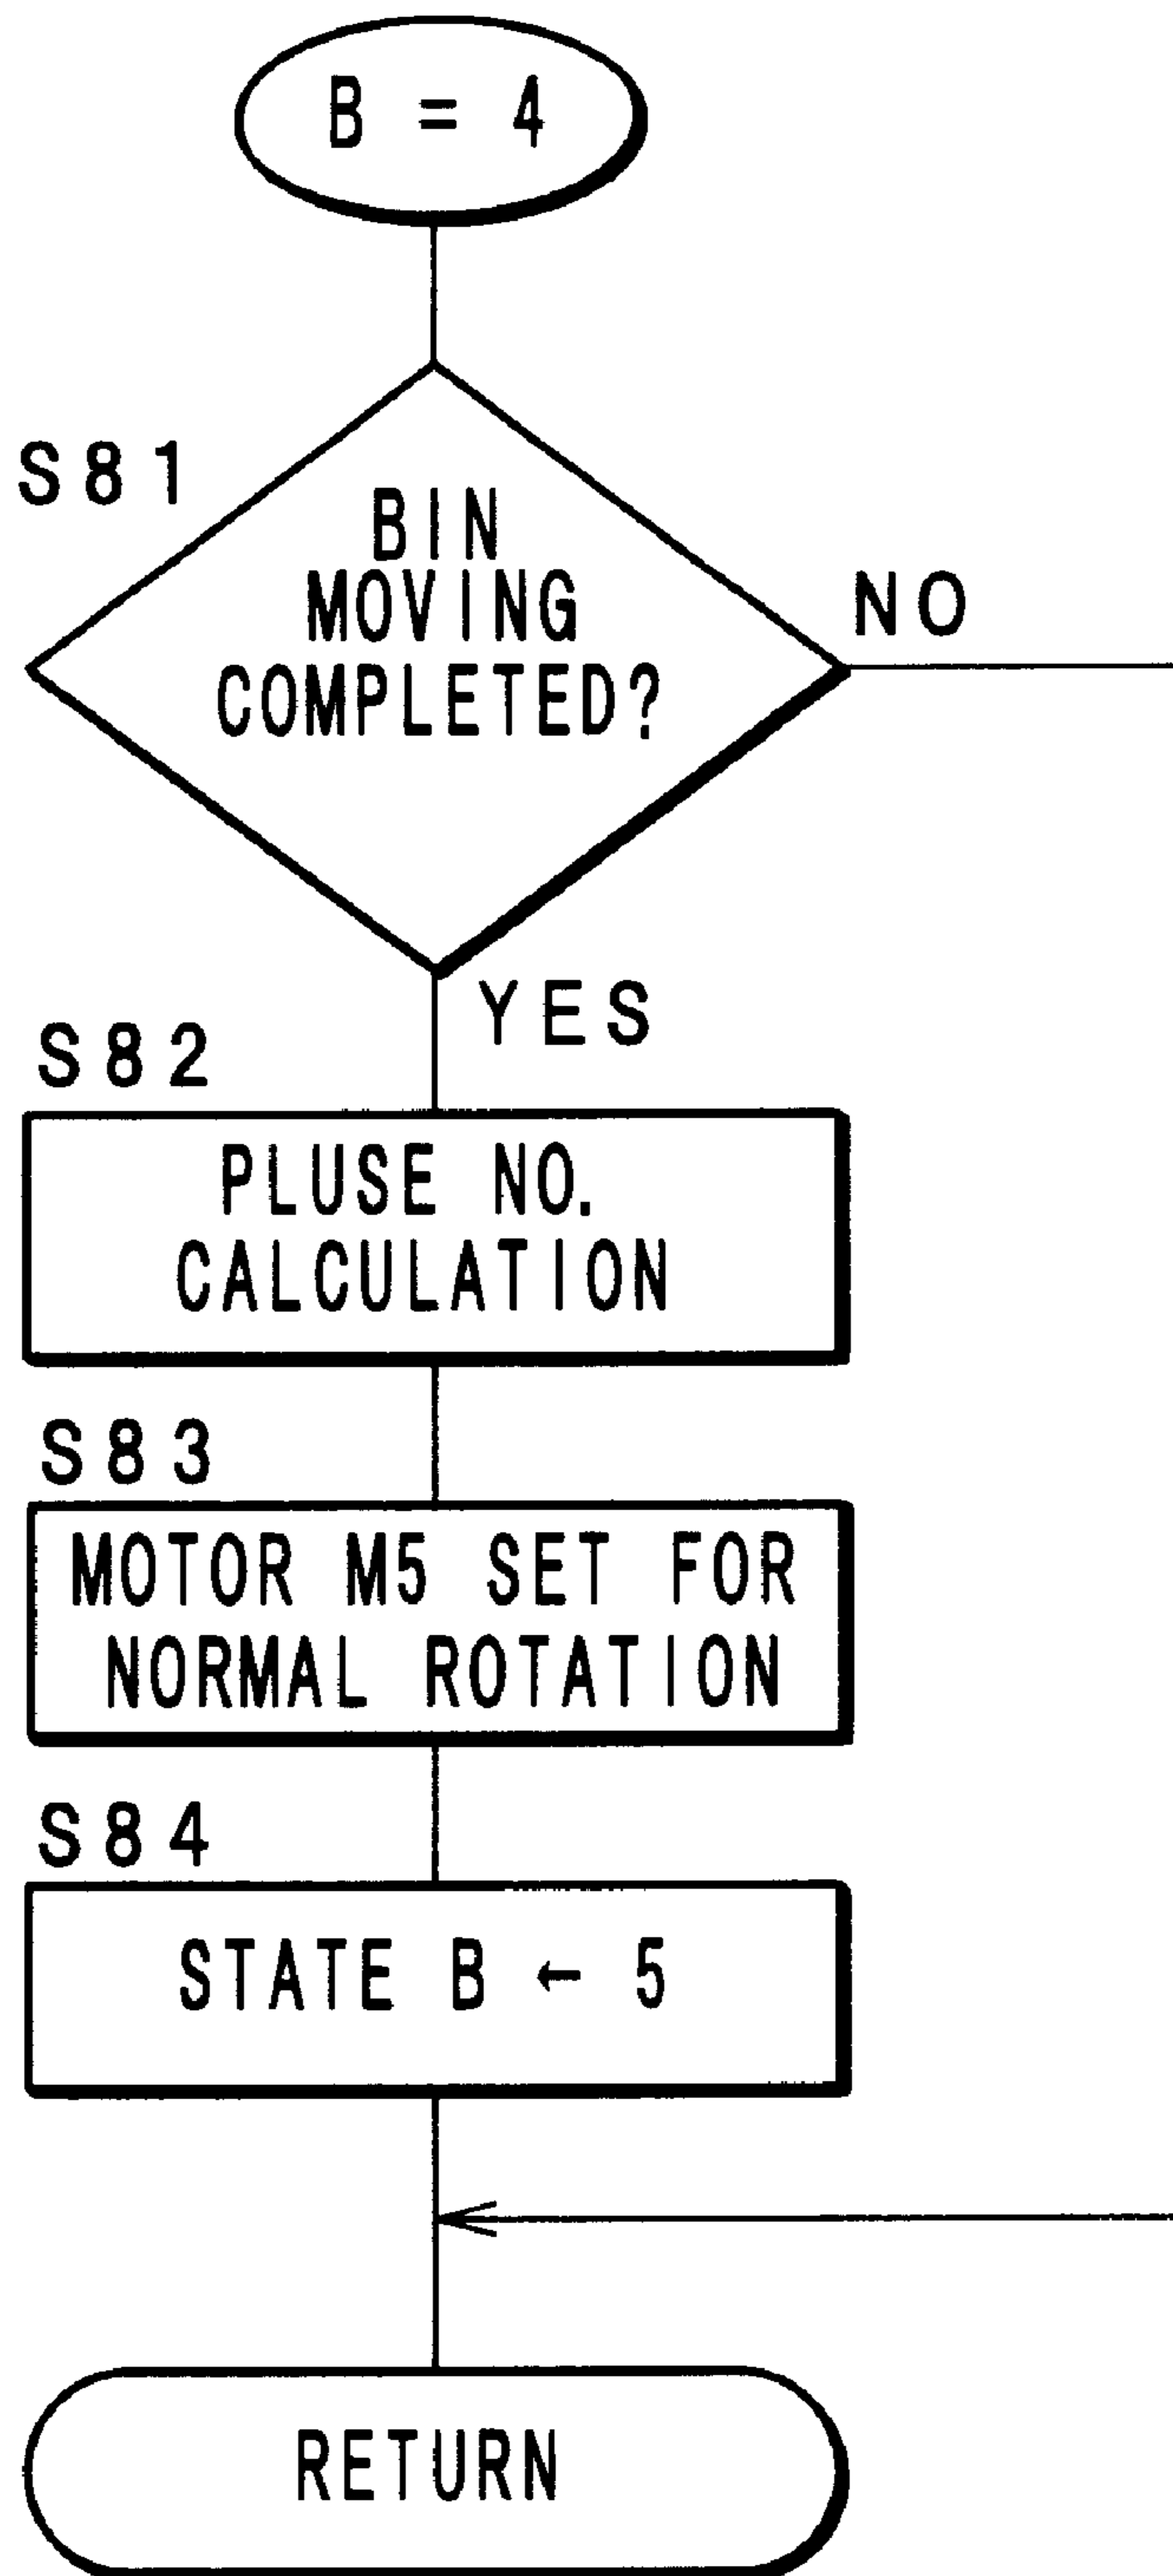 B = 4
S81
BIN
MOVING
COMPLETED?
NO
YES
S82
PLUSE NO.
CALCULATION
S83
MOTOR M5 SET FOR
NORMAL ROTATION
S84
STATE B ← 5
RETURN